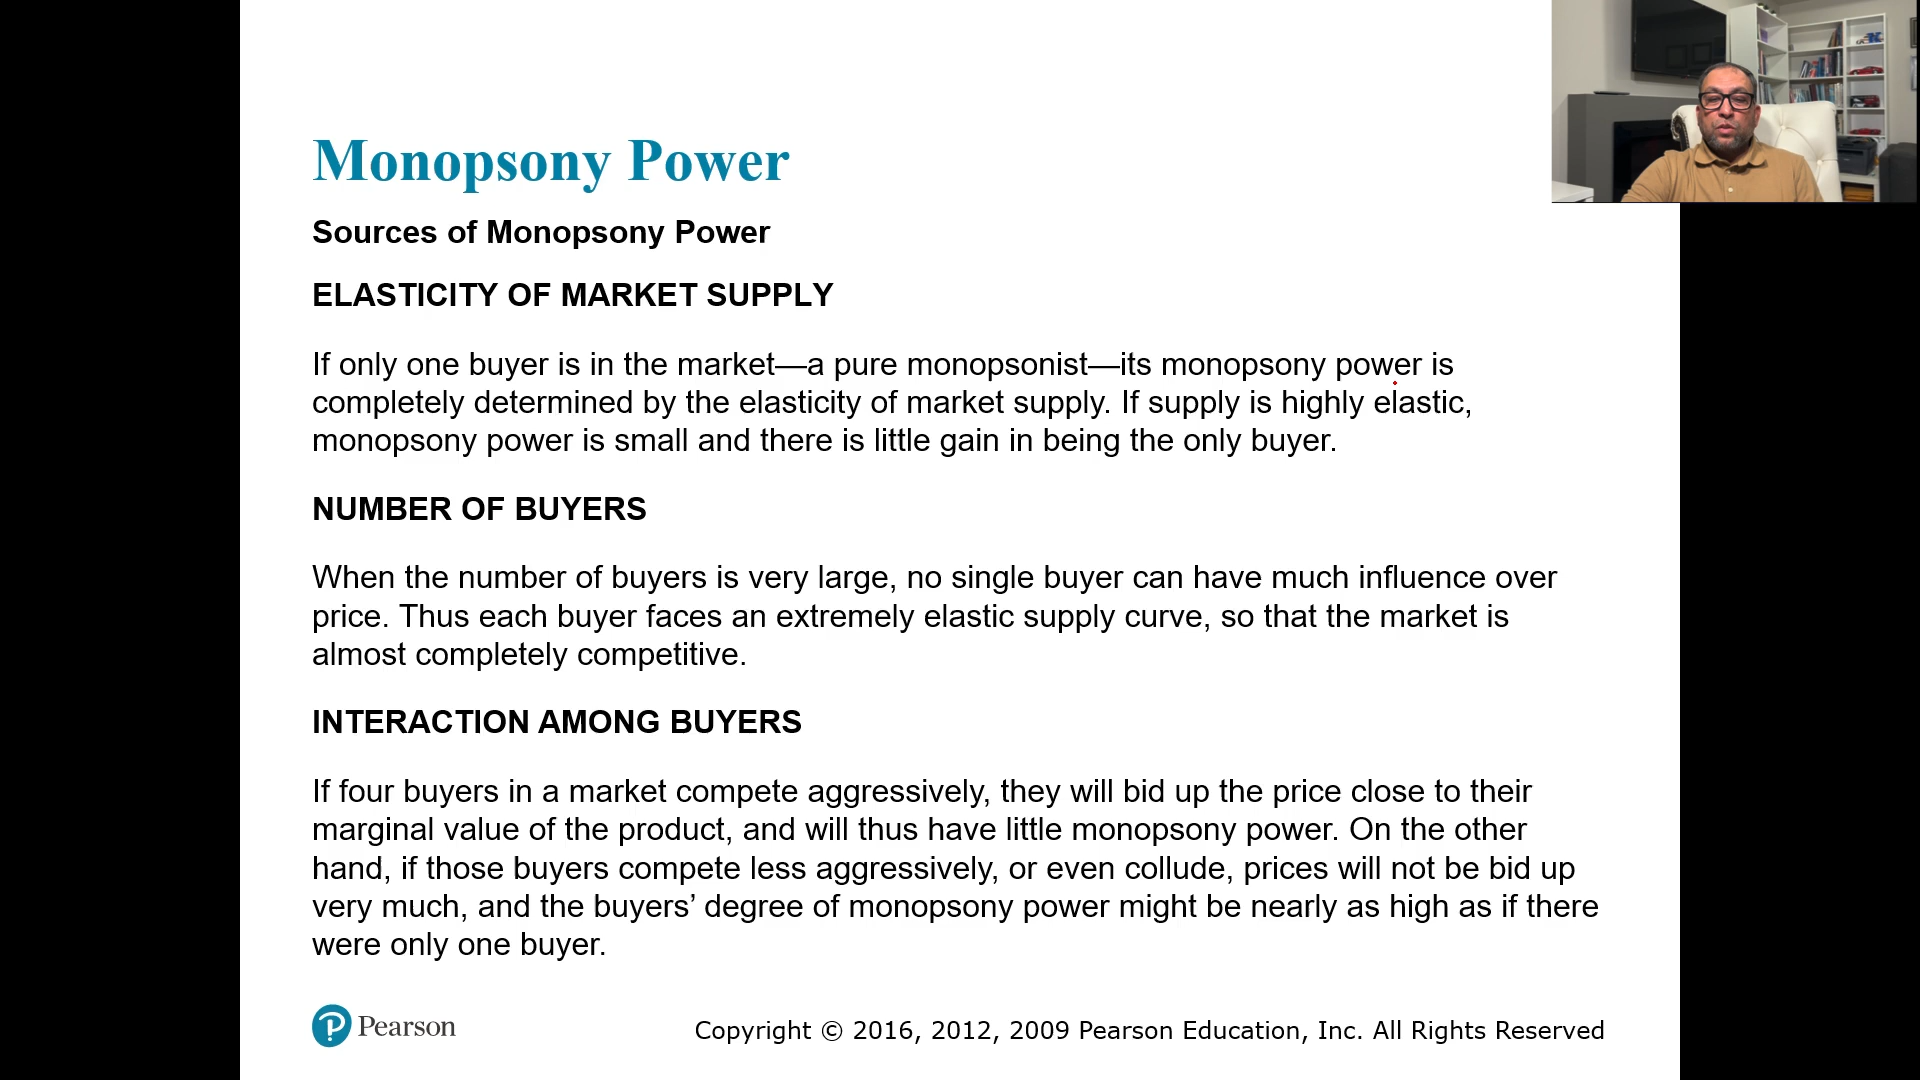 Monopsony Power
Sources of Monopsony Power
ELASTICITY OF MARKET SUPPLY
If only one buyer is in the market—a pure monopsonist—its monopsony power is
completely determined by the elasticity of market supply. If supply is highly elastic,
monopsony power is small and there is little gain in being the only buyer.
NUMBER OF BUYERS
When the number of buyers is very large, no single buyer can have much influence over
price. Thus each buyer faces an extremely elastic supply curve, so that the market is
almost completely competitive.
INTERACTION AMONG BUYERS
If four buyers in a market compete aggressively, they will bid up the price close to their
marginal value of the product, and will thus have little monopsony power. On the other
hand, if those buyers compete less aggressively, or even collude, prices will not be bid up
very much, and the buyers’ degree of monopsony power might be nearly as high as if there
were only one buyer.
Pearson
Copyright © 2016, 2012, 2009 Pearson Education, Inc. All Rights Reserved